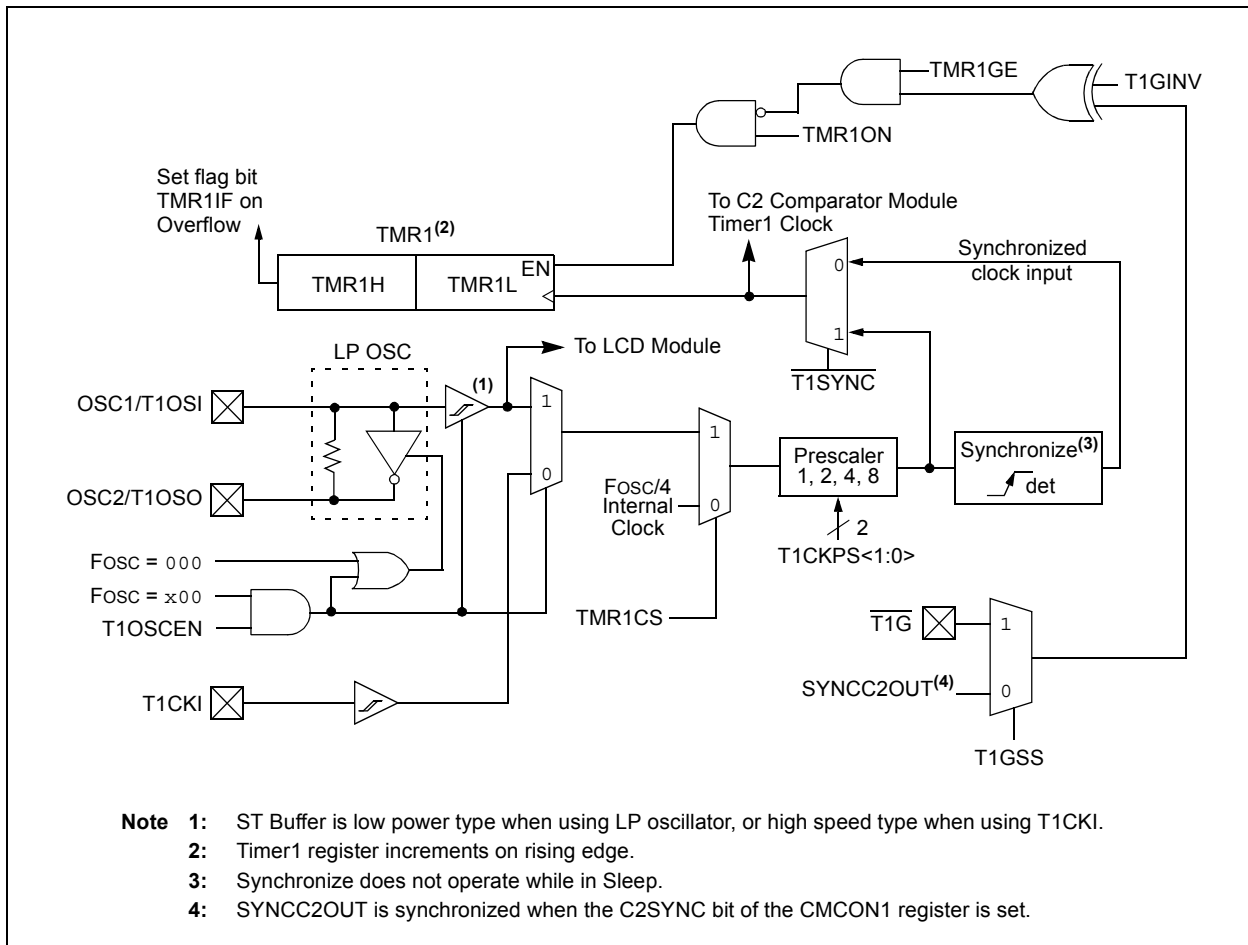 TMR1GE
T1GINV
TMR1ON
Set flag bit
TMR1IF on
Overflow
To C2 Comparator Module
Timer1 Clock
TMR1(2)
EN
TMR1H
TMR1L
0
1
Synchronized
clock input
T1SYNC
LP OSC
To LCD Module
(1)
OSC1/T1OSI
1
0
OSC2/T1OSO
1
0
FOSC/4
Internal
Clock
Prescaler
1, 2, 4, 8
Synchronize(3)
det
2
T1CKPS<1:0>
FOSC = 000
FOSC = x00
T1OSCEN
TMR1CS
T1G
1
0
SYNCC2OUT(4)
T1CKI
T1GSS
Note 1: ST Buffer is low power type when using LP oscillator, or high speed type when using T1CKI.
2: Timer1 register increments on rising edge.
3: Synchronize does not operate while in Sleep.
4: SYNCC2OUT is synchronized when the C2SYNC bit of the CMCON1 register is set.